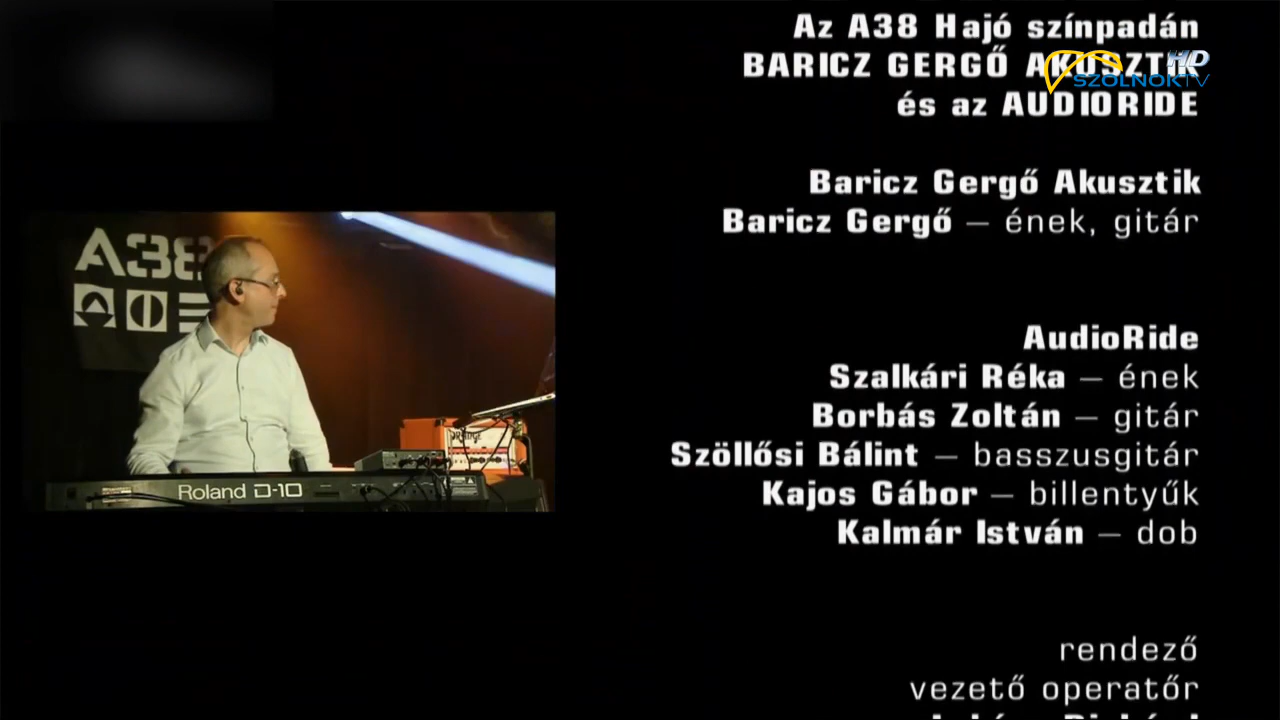 Az A38 Hajó színpadán
BARICZ GERGŐ AKUSZTIK
és az AUDIORIDE
HD
SZOLNOKTV
Baricz Gergő Akusztik
Baricz Gergő – ének, gitár
AudioRide
Szalkári Réka – ének
Borbás Zoltán – gitár
Szöllősi Bálint – basszusgitár
Kajos Gábor – billentyűk
Kalmár István – dob
rendező
vezető operatőr
A38
Roland D-10